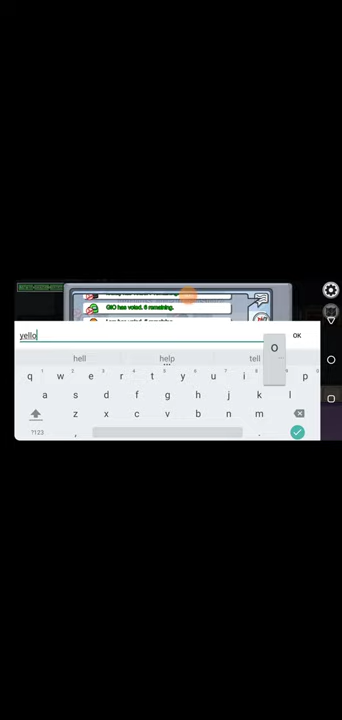 GIO has voted. 6 remaining.
yello
OK
hell help tell
q w e r t y u i o p
a s d f g h j k l
z x c v b n m
?123 , .